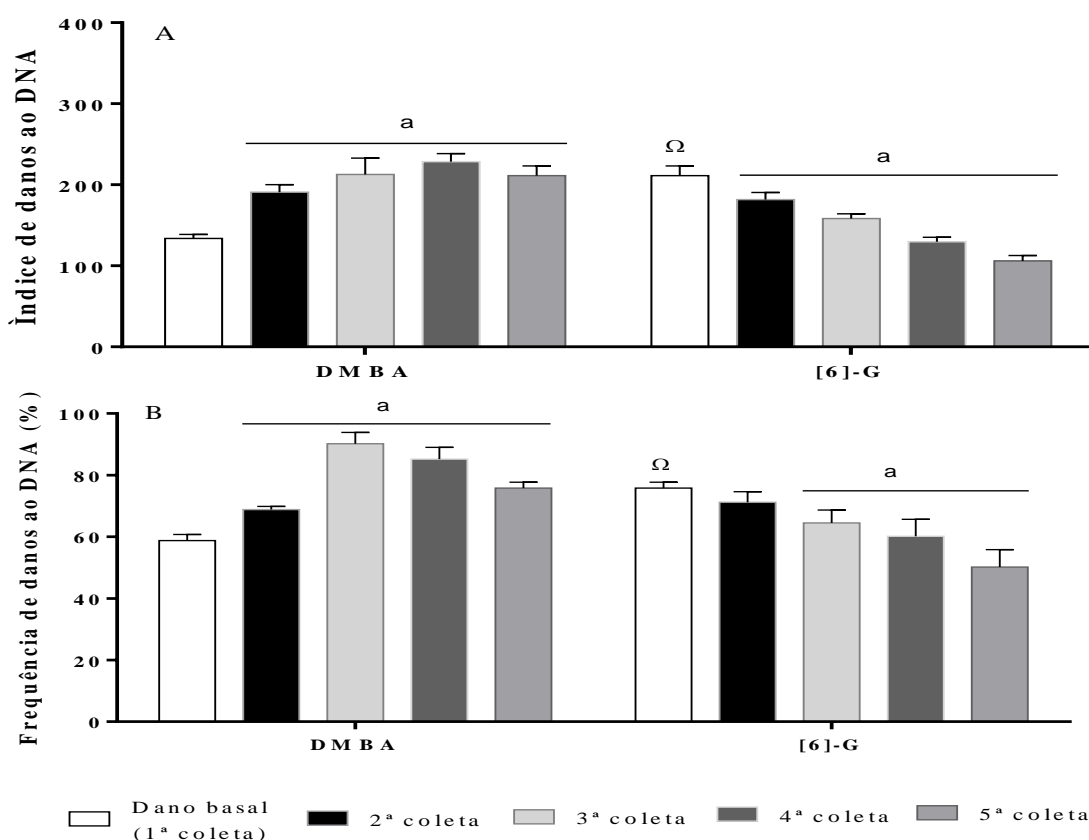 A
Ìndice de danos ao DNA
400
300
200
100
0
a
Ω
a
DMBA
[6]-G
B
Frequência de danos ao DNA (%)
100
80
60
40
20
0
a
Ω
a
DMBA
[6]-G
Dano basal
(1ª coleta)
2ª coleta
3ª coleta
4ª coleta
5ª coleta